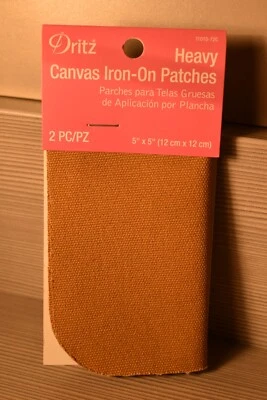 Dritz
Heavy
Canvas Iron-On Patches
Parches para Telas Gruesas
de Aplicación por Plancha
2 PC/PZ
5" x 5" (12 cm x 12 cm)